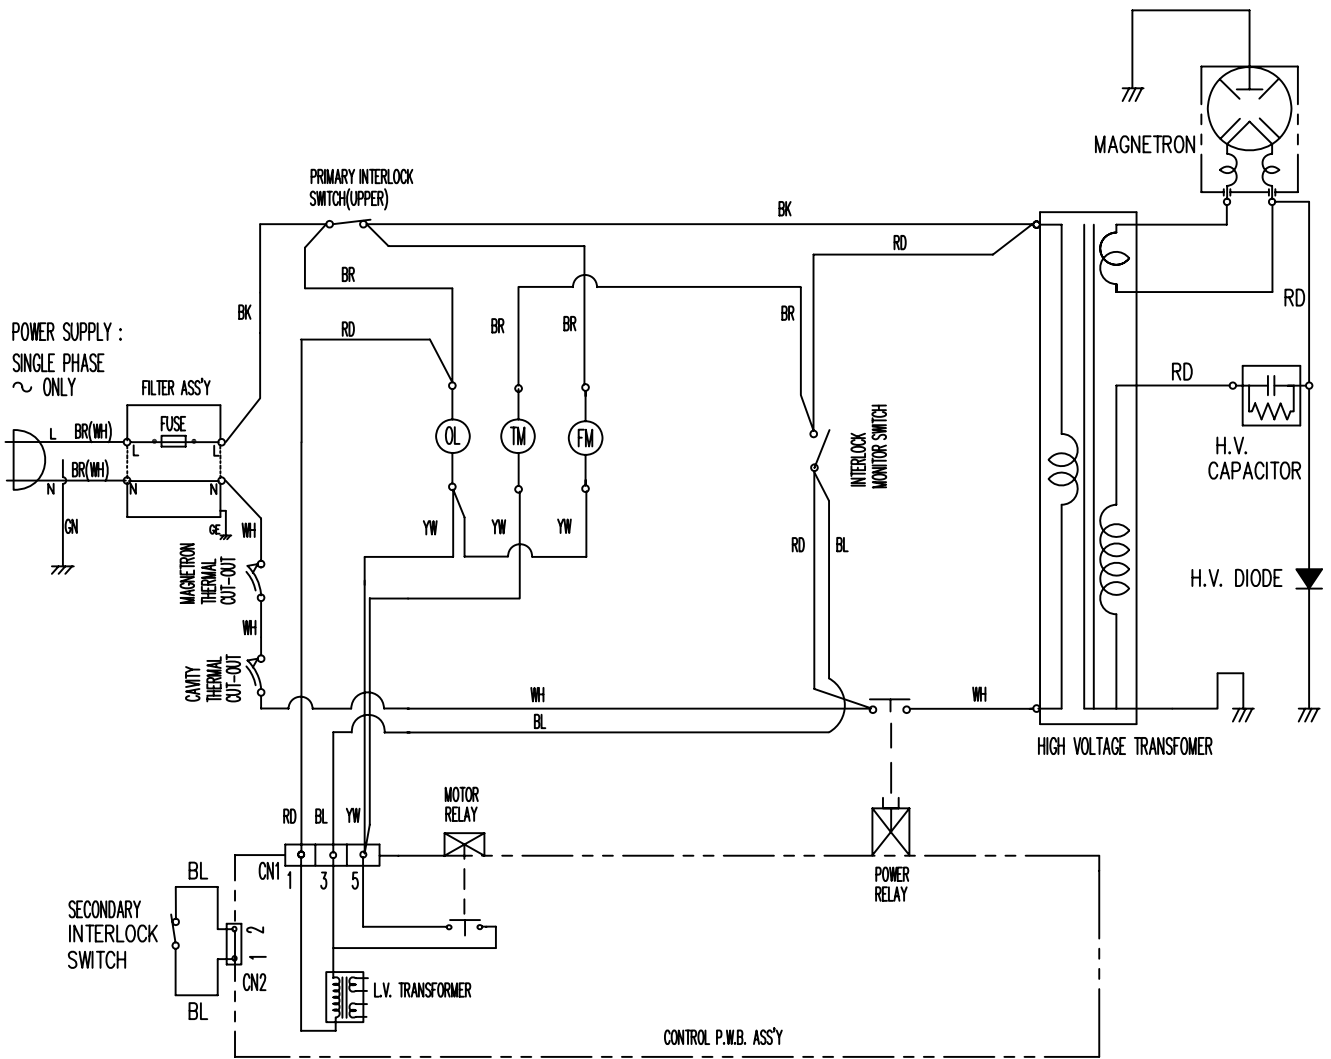 MAGNETRON
PRIMARY INTERLOCK
SWITCH(UPPER)
BK
RD
BR
BK
RD
BR
BR
BR
RD
POWER SUPPLY :
SINGLE PHASE
~ ONLY
FILTER ASS'Y
FUSE
L
BR(WH)
L
L
BR(WH)
N
N
N
GN
GE
WH
OL
TM
FM
YW
YW
YW
INTERLOCK
MONITOR SWITCH
RD
BL
RD
H.V.
CAPACITOR
H.V. DIODE
MAGNETRON
THERMAL
CUT-OUT
WH
CAVITY
THERMAL
CUT-OUT
WH
BL
WH
HIGH VOLTAGE TRANSFOMER
RD
BL
YW
MOTOR
RELAY
CN1
1
3
5
POWER
RELAY
BL
SECONDARY
INTERLOCK
SWITCH
2
1
CN2
BL
L.V. TRANSFORMER
CONTROL P.W.B. ASS'Y